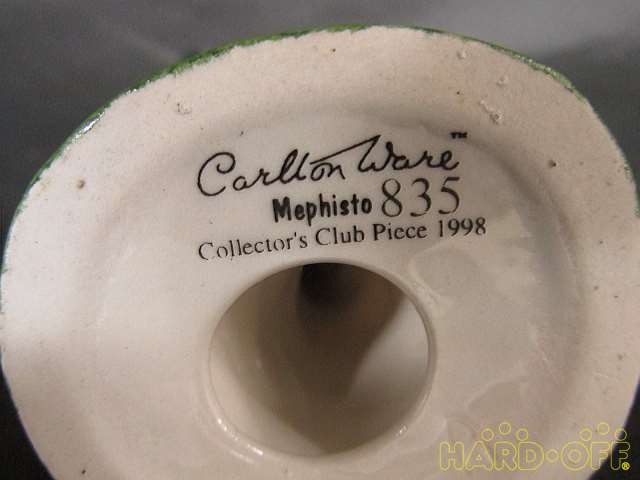 Carlton Ware™
Mephisto 835
Collector's Club Piece 1998
HARD-OFF®